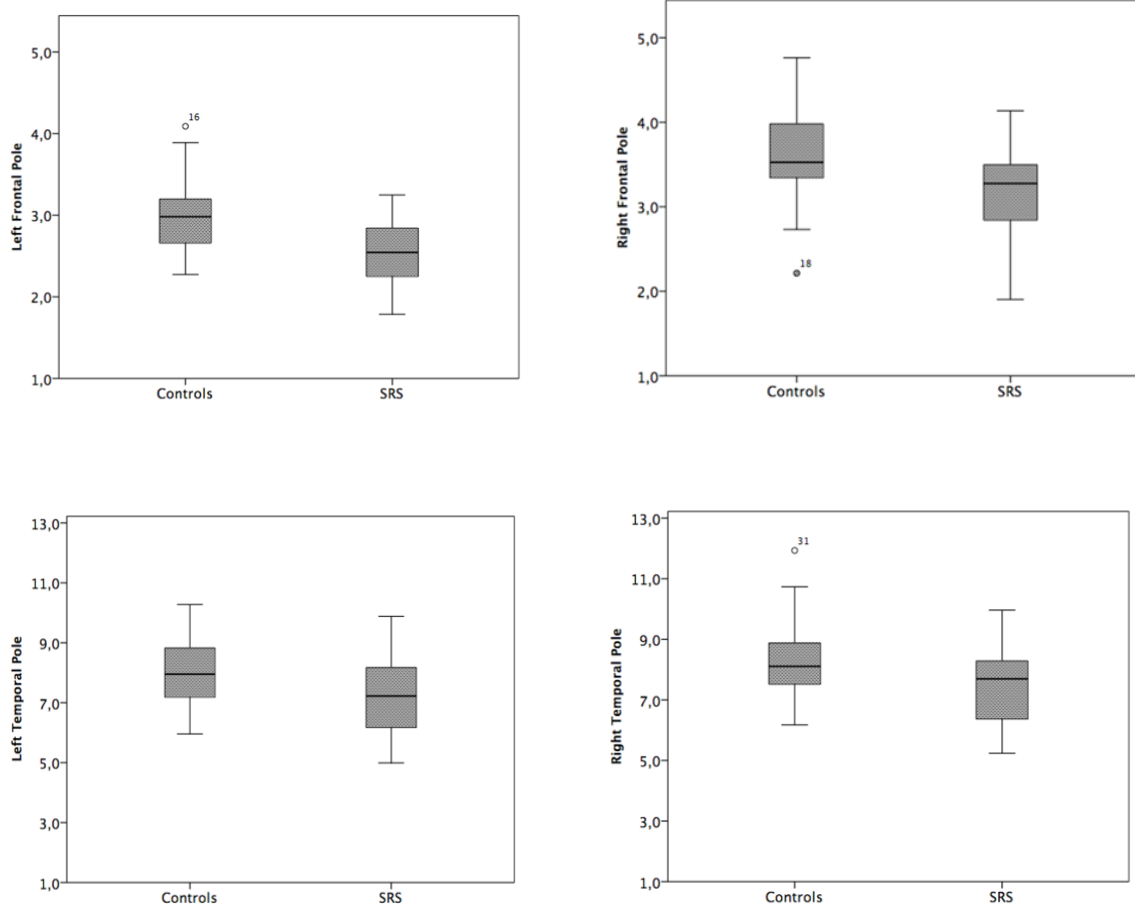 Left Frontal Pole
5,0
4,0
3,0
2,0
1,0
16
Controls
SRS
Right Frontal Pole
5,0
4,0
3,0
2,0
1,0
18
Controls
SRS
Left Temporal Pole
13,0
11,0
9,0
7,0
5,0
3,0
1,0
Controls
SRS
Right Temporal Pole
13,0
11,0
9,0
7,0
5,0
3,0
1,0
31
Controls
SRS